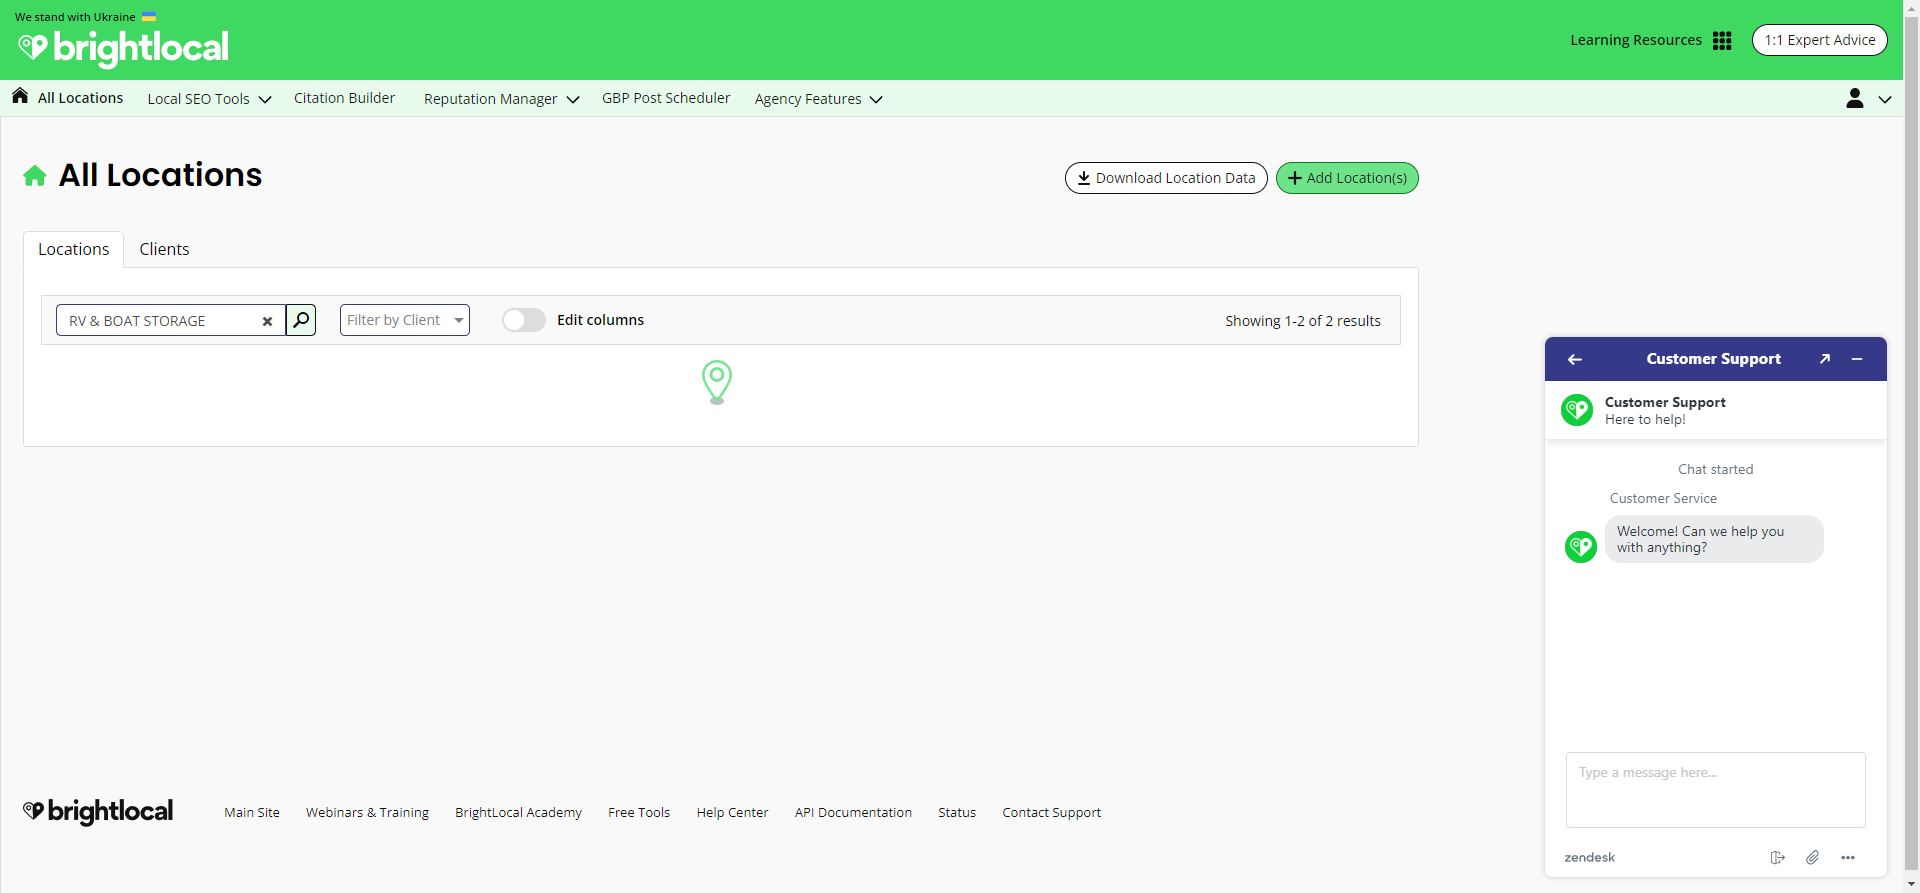 We stand with Ukraine
brightlocal
Learning Resources
1:1 Expert Advice
All Locations
Local SEO Tools
Citation Builder
Reputation Manager
GBP Post Scheduler
Agency Features
All Locations
Download Location Data
Add Location(s)
Locations
Clients
RV & BOAT STORAGE
Filter by Client
Edit columns
Showing 1-2 of 2 results
Customer Support
Customer Support
Here to help!
Chat started
Customer Service
Welcome! Can we help you
with anything?
Type a message here...
zendesk
brightlocal
Main Site
Webinars & Training
BrightLocal Academy
Free Tools
Help Center
API Documentation
Status
Contact Support